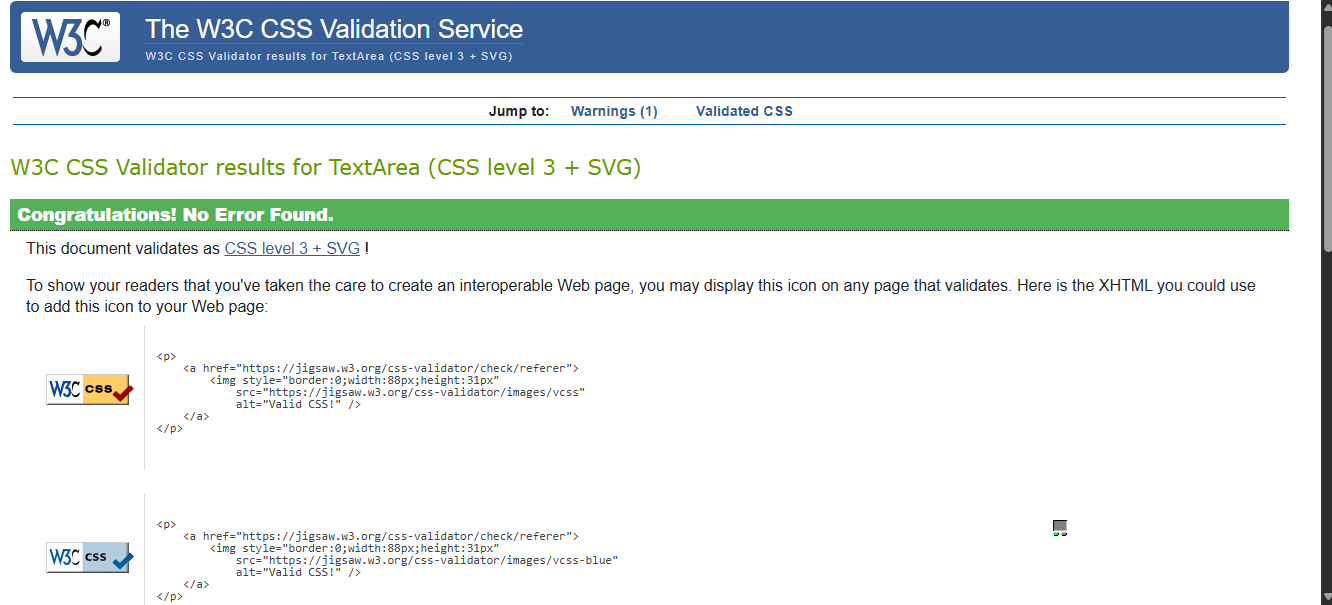 W3C®
The W3C CSS Validation Service
W3C CSS Validator results for TextArea (CSS level 3 + SVG)
Jump to: Warnings (1) Validated CSS
W3C CSS Validator results for TextArea (CSS level 3 + SVG)
Congratulations! No Error Found.
This document validates as CSS level 3 + SVG !
To show your readers that you've taken the care to create an interoperable Web page, you may display this icon on any page that validates. Here is the XHTML you could use
to add this icon to your Web page:
W3C css
<p>
<a href="https://jigsaw.w3.org/css-validator/check/referer">
<img style="border:0;width:88px;height:31px"
src="https://jigsaw.w3.org/css-validator/images/vcss"
alt="Valid CSS!" />
</a>
</p>
W3C css
<p>
<a href="https://jigsaw.w3.org/css-validator/check/referer">
<img style="border:0;width:88px;height:31px"
src="https://jigsaw.w3.org/css-validator/images/vcss-blue"
alt="Valid CSS!" />
</a>
</p>